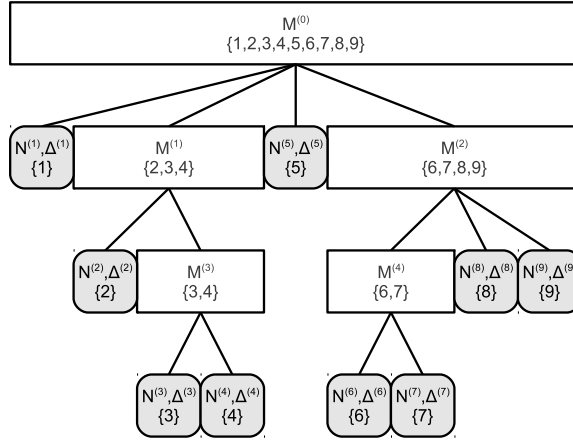 M⁽⁰⁾
{1,2,3,4,5,6,7,8,9}
N⁽¹⁾,Δ⁽¹⁾
{1}
M⁽¹⁾
{2,3,4}
N⁽⁵⁾,Δ⁽⁵⁾
{5}
M⁽²⁾
{6,7,8,9}
N⁽²⁾,Δ⁽²⁾
{2}
M⁽³⁾
{3,4}
M⁽⁴⁾
{6,7}
N⁽⁸⁾,Δ⁽⁸⁾
{8}
N⁽⁹⁾,Δ⁽⁹
{9}
N⁽³⁾,Δ⁽³⁾
{3}
N⁽⁴⁾,Δ⁽⁴⁾
{4}
N⁽⁶⁾,Δ⁽⁶⁾
{6}
N⁽⁷⁾,Δ⁽⁷⁾
{7}